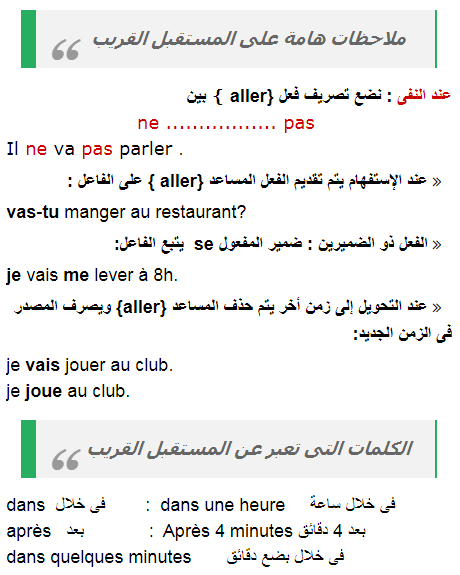 ملاحظات هامة على المستقبل القريب
عند النفى : نضع تصريف فعل {aller } بين
ne ................. pas
Il ne va pas parler .
» عند الإستفهام يتم تقديم الفعل المساعد {aller } على الفاعل :
vas-tu manger au restaurant?
» الفعل ذو الضميرين : ضمير المفعول se يتبع الفاعل:
je vais me lever à 8h.
» عند التحويل إلى زمن أخر يتم حذف المساعد {aller} ويصرف المصدر
فى الزمن الجديد:
je vais jouer au club.
je joue au club.
الكلمات التى تعبر عن المستقبل القريب
dans فى خلال : dans une heure فى خلال ساعة
après بعد : Après 4 minutes بعد 4 دقائق
dans quelques minutes فى خلال بضع دقائق